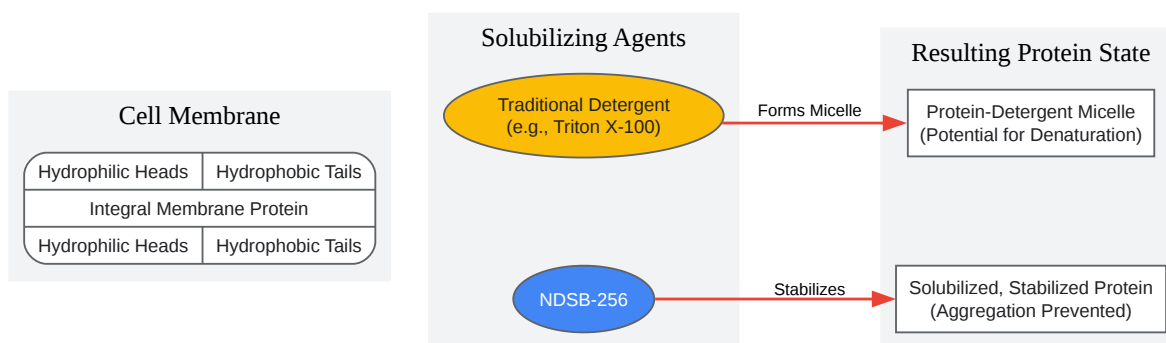 Cell Membrane
Hydrophilic Heads
Hydrophobic Tails
Integral Membrane Protein
Hydrophilic Heads
Hydrophobic Tails
Solubilizing Agents
Traditional Detergent
(e.g., Triton X-100)
NDSB-256
Forms Micelle
Stabilizes
Resulting Protein State
Protein-Detergent Micelle
(Potential for Denaturation)
Solubilized, Stabilized Protein
(Aggregation Prevented)